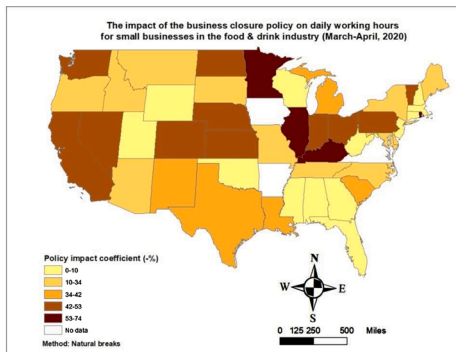 The impact of the business closure policy on daily working hours
for small businesses in the food & drink industry (March-April, 2020)
Policy impact coefficient (-%)
0-10
10-34
34-42
42-53
53-74
No data
Method: Natural breaks
N
W
E
S
0 125 250 500 Miles